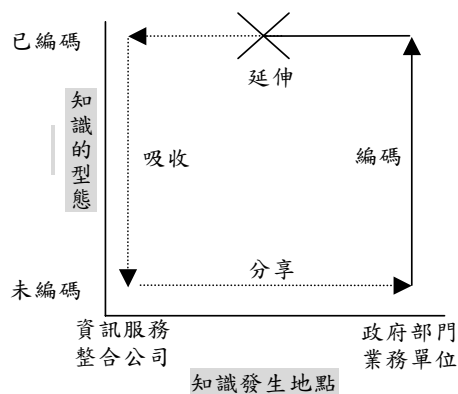 已編碼
延伸
知識的型態
吸收
編碼
分享
未編碼
資訊服務
整合公司
政府部門
業務單位
知識發生地點